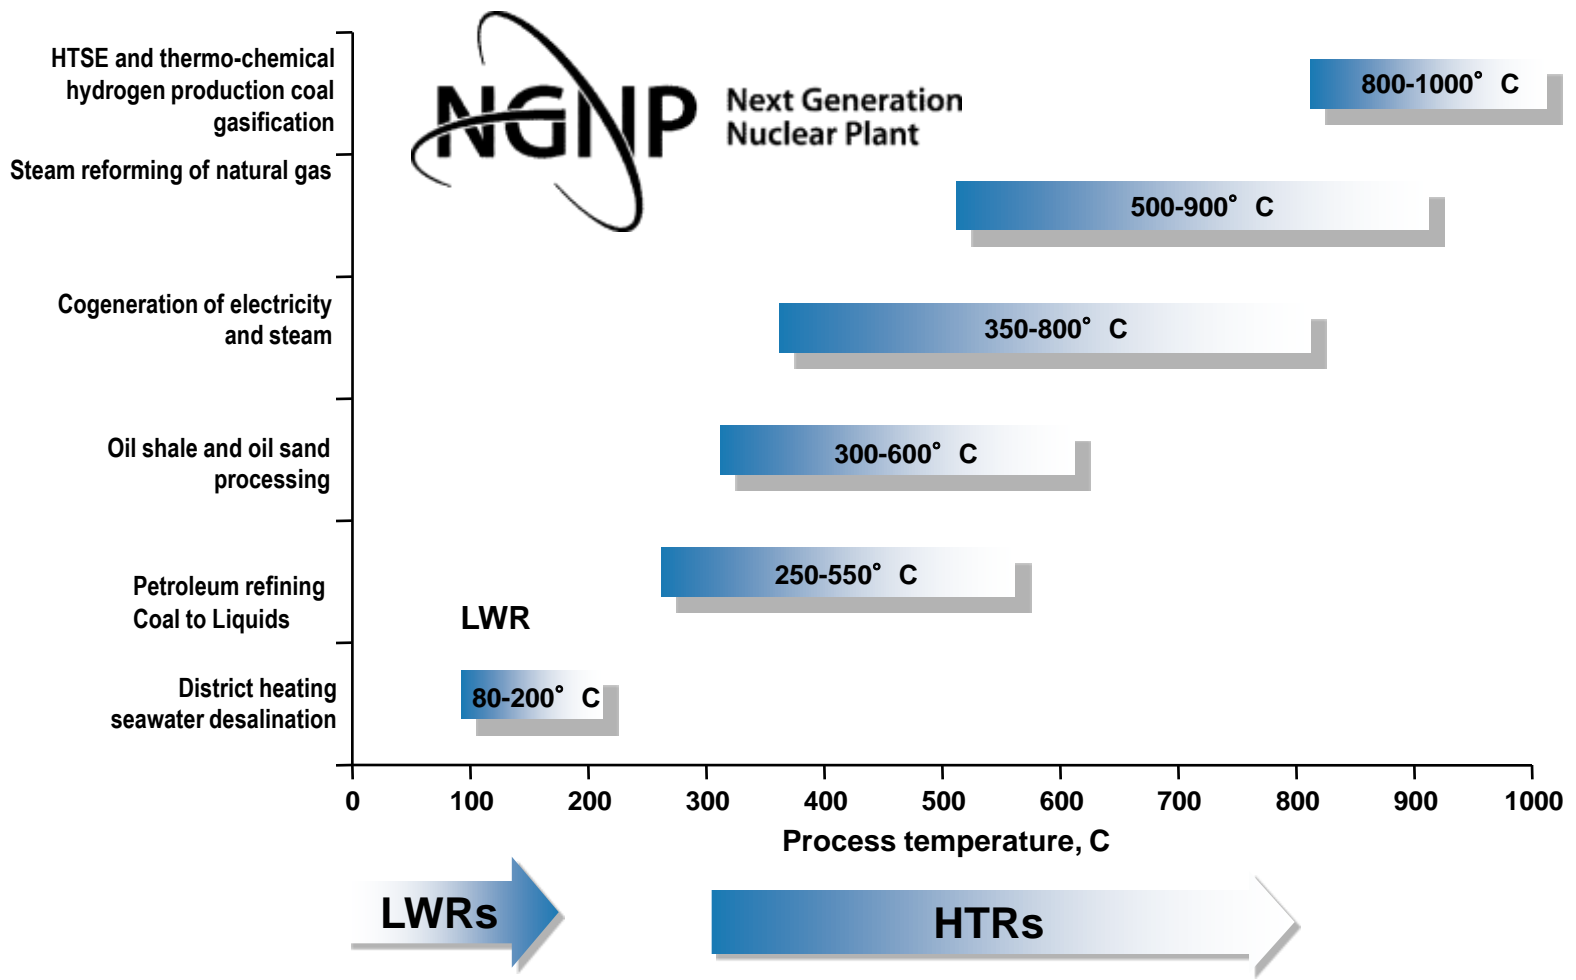 HTSE and thermo-chemical
hydrogen production coal
gasification
NGNP
Next Generation
Nuclear Plant
800-1000° C
Steam reforming of natural gas
500-900° C
Cogeneration of electricity
and steam
350-800° C
Oil shale and oil sand
processing
300-600° C
Petroleum refining
Coal to Liquids
250-550° C
LWR
District heating
seawater desalination
80-200° C
0 100 200 300 400 500 600 700 800 900 1000
Process temperature, C
LWRs
HTRs